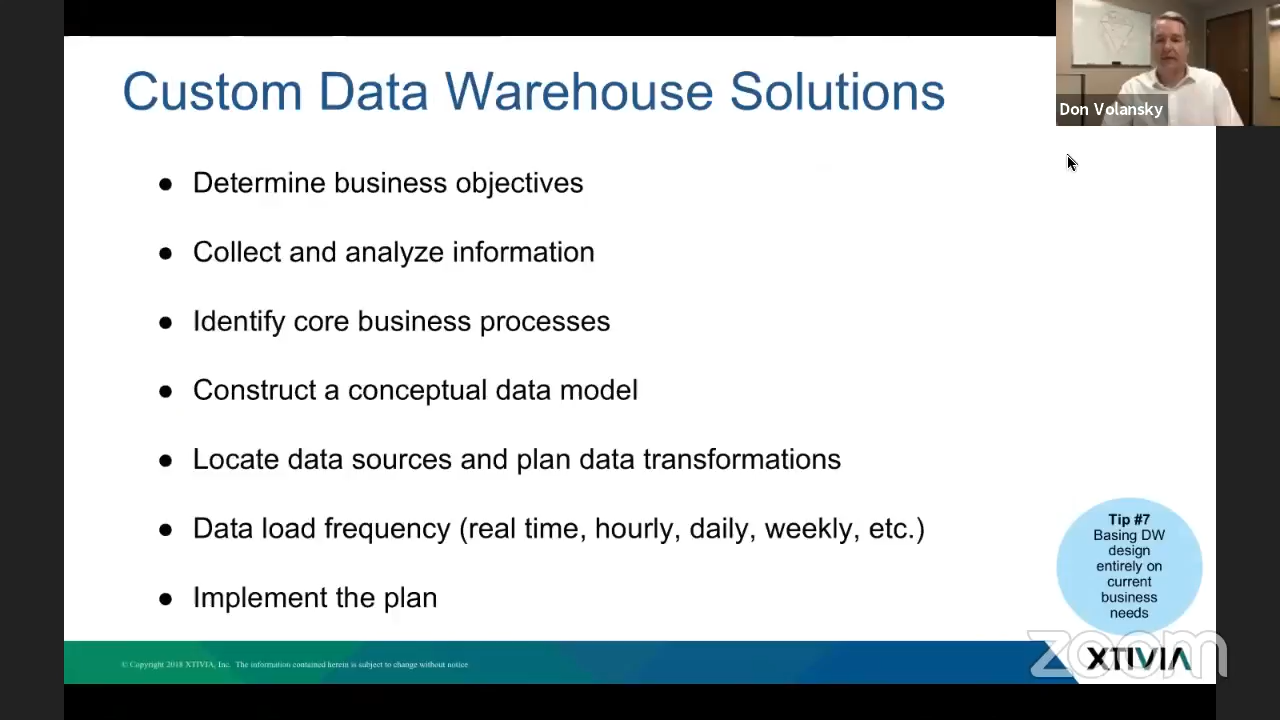 Custom Data Warehouse Solutions
Don Volansky
● Determine business objectives
● Collect and analyze information
● Identify core business processes
● Construct a conceptual data model
● Locate data sources and plan data transformations
● Data load frequency (real time, hourly, daily, weekly, etc.)
● Implement the plan
Tip #7
Basing DW
design
entirely on
current
business
needs
© Copyright 2018 XTIVIA, Inc. The information contained herein is subject to change without notice
zoom
XTIVIA